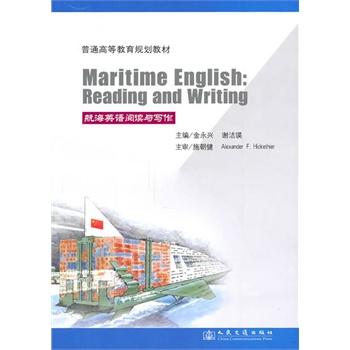 普通高等教育规划教材
Maritime English:
Reading and Writing
航海英语阅读与写作
主编/金永兴 谢洁瑛
主审/施朝健 Alexander F. Hickethier
人民交通出版社
China Communications Press